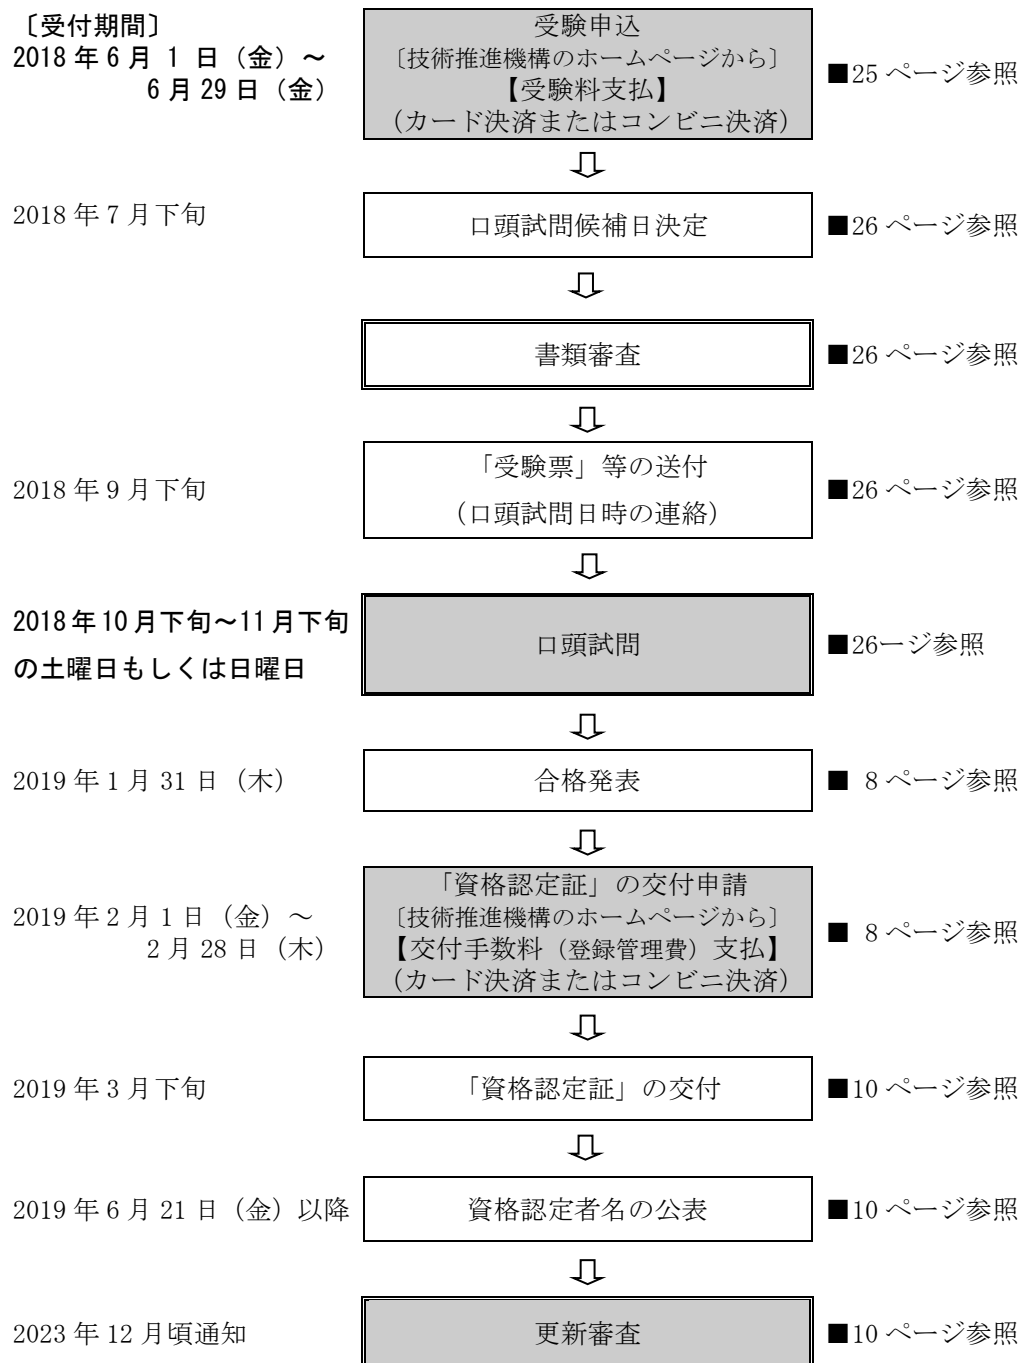 〔受付期間〕
2018年6月 1 日（金）～
6月29日（金）
受験申込
〔技術推進機構のホームページから〕
【受験料支払】
（カード決済またはコンビニ決済）
■25ページ参照
2018年7月下旬
口頭試問候補日決定
■26ページ参照
書類審査
■26ページ参照
2018年9月下旬
「受験票」等の送付
（口頭試問日時の連絡）
■26ページ参照
2018年10月下旬～11月下旬
の土曜日もしくは日曜日
口頭試問
■26ージ参照
2019年1月31日（木）
合格発表
■ 8ページ参照
2019年2月1日（金）～
2月28日（木）
「資格認定証」の交付申請
〔技術推進機構のホームページから〕
【交付手数料（登録管理費）支払】
（カード決済またはコンビニ決済）
■ 8ページ参照
2019年3月下旬
「資格認定証」の交付
■10ページ参照
2019年6月21日（金）以降
資格認定者名の公表
■10ページ参照
2023年12月頃通知
更新審査
■10ページ参照